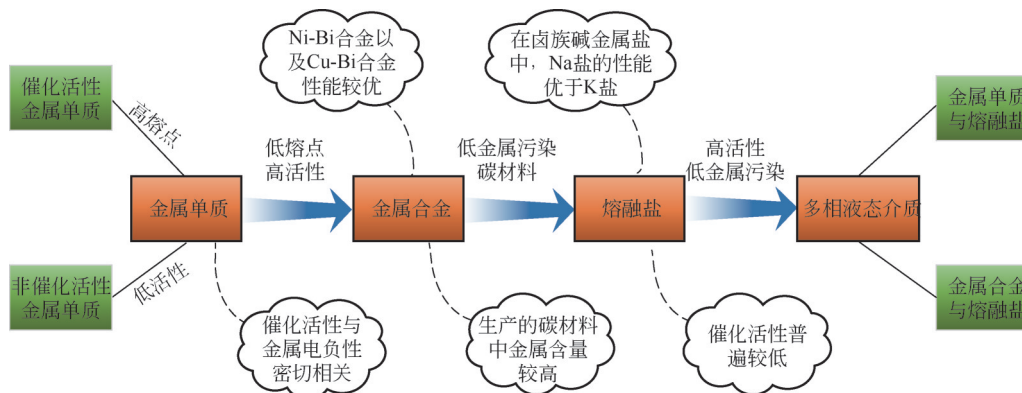 Ni-Bi合金以
及Cu-Bi合金
性能较优
在卤族碱金属盐
中，Na盐的性能
优于K盐
催化活性
金属单质
高熔点
低熔点
高活性
低金属污染
碳材料
高活性
低金属污染
金属单质
与熔融盐
金属单质
金属合金
熔融盐
多相液态介质
非催化活性
金属单质
低活性
催化活性与
金属电负性
密切相关
生产的碳材料
中金属含量
较高
催化活性普
遍较低
金属合金
与熔融盐